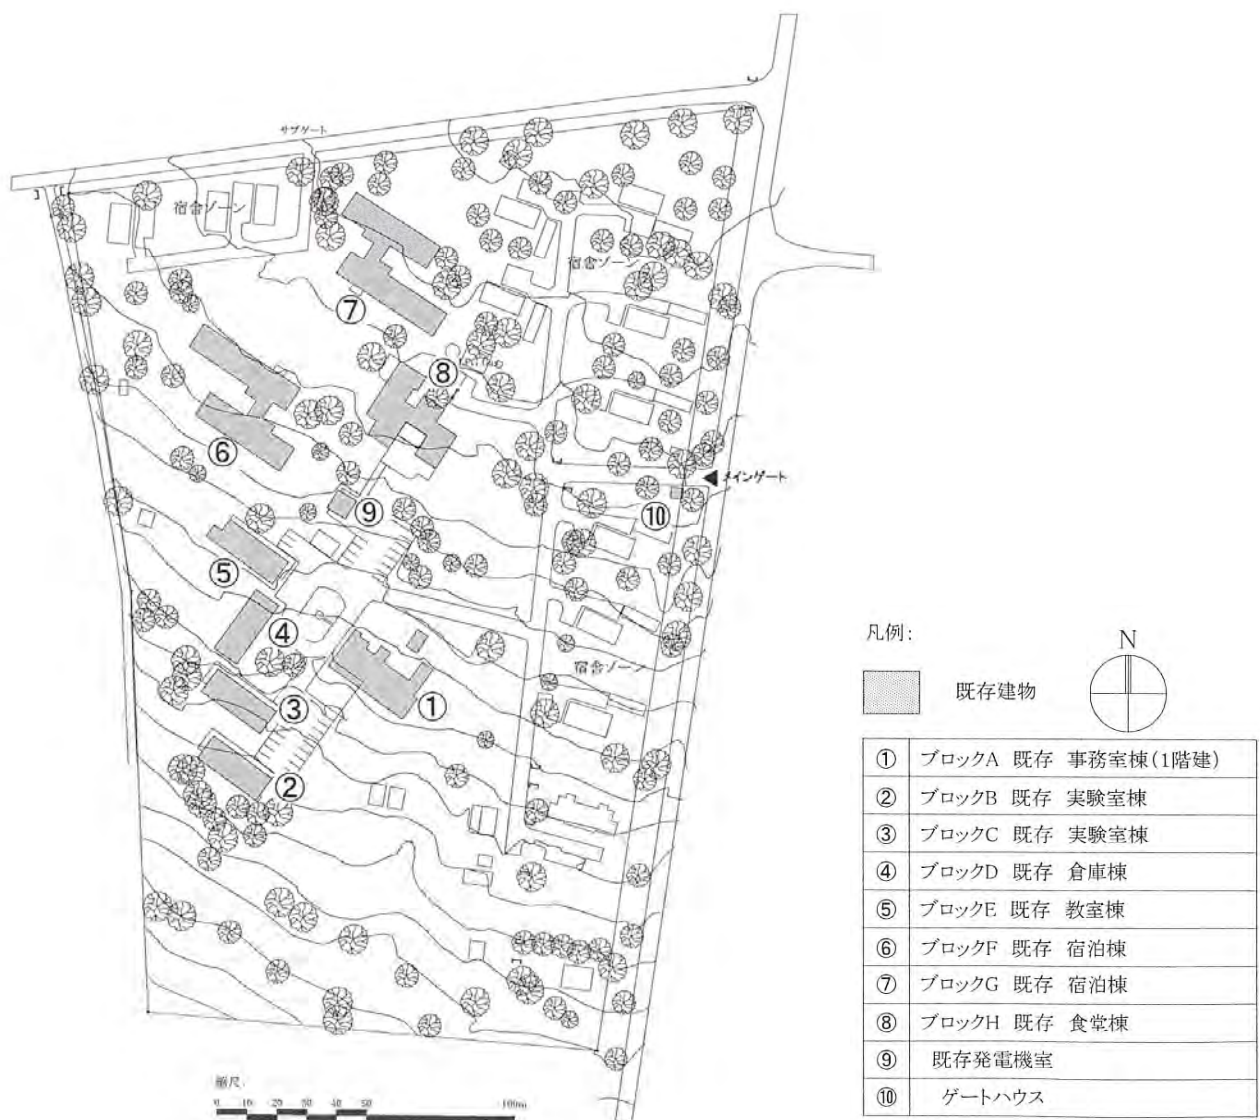 サブゲート
宿舎ゾーン
宿舎ゾーン
⑦
⑧
⑥
メインゲート
⑨
⑩
⑤
④
宿舎ゾーン
③
①
②
縮尺:
0 10 20 30 40 50 100m
凡例:
N
既存建物
① ブロックA 既存 事務室棟(1階建)
② ブロックB 既存 実験室棟
③ ブロックC 既存 実験室棟
④ ブロックD 既存 倉庫棟
⑤ ブロックE 既存 教室棟
⑥ ブロックF 既存 宿泊棟
⑦ ブロックG 既存 宿泊棟
⑧ ブロックH 既存 食堂棟
⑨ 既存発電機室
⑩ ゲートハウス